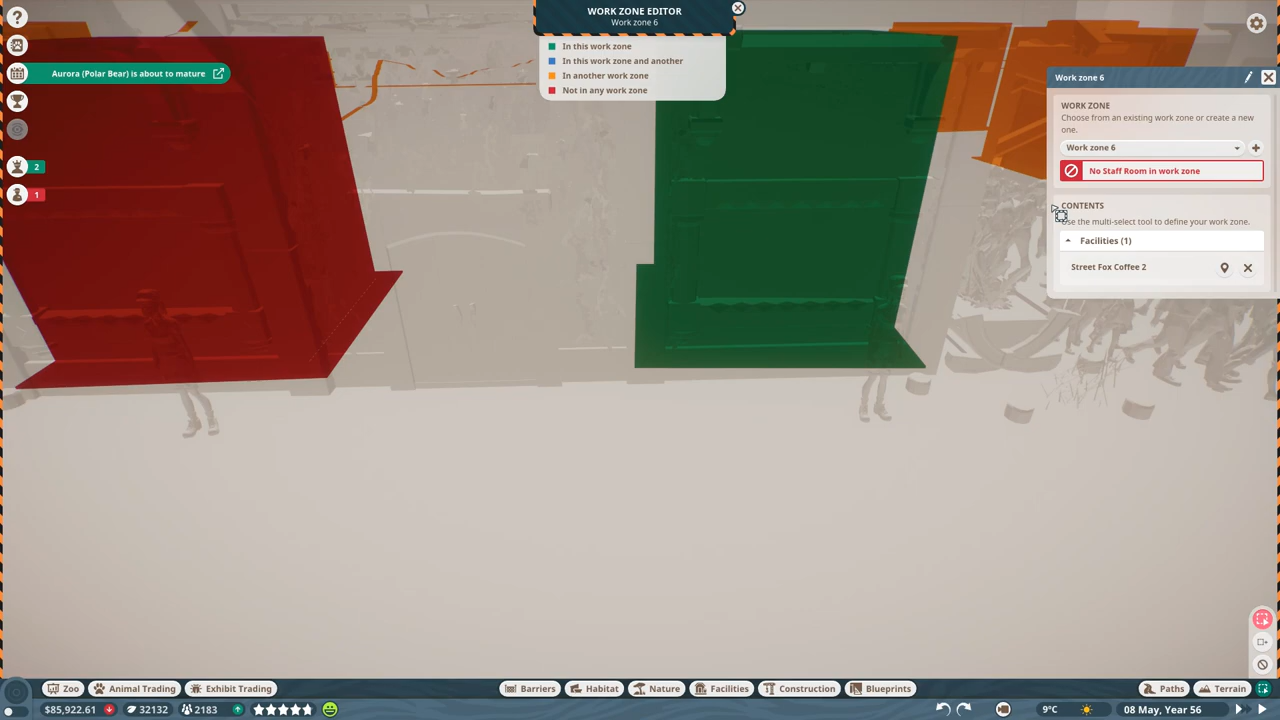 WORK ZONE EDITOR
Work zone 6
In this work zone
In this work zone and another
In another work zone
Not in any work zone
Aurora (Polar Bear) is about to mature
2
1
Work zone 6
WORK ZONE
Choose from an existing work zone or create a new
one.
Work zone 6
No Staff Room in work zone
CONTENTS
use the multi-select tool to define your work zone.
Facilities (1)
Street Fox Coffee 2
Zoo
Animal Trading
Exhibit Trading
Barriers
Habitat
Nature
Facilities
Construction
Blueprints
Paths
Terrain
$85,922.61
32132
2183
9°C
08 May, Year 56